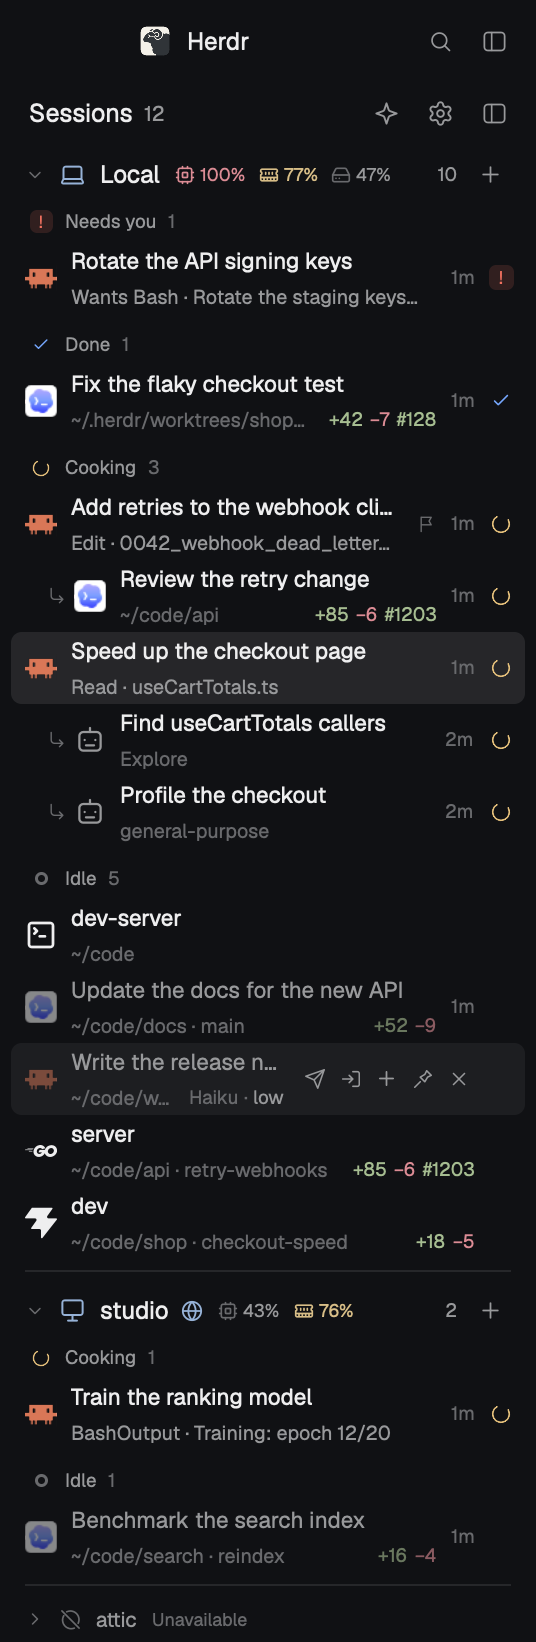 Herdr
Sessions 12
Local 100% 77% 47% 10
! Needs you 1
Rotate the API signing keys
1m !
Wants Bash · Rotate the staging keys...
Done 1
Fix the flaky checkout test
1m
~/.herdr/worktrees/shop... +42 −7 #128
Cooking 3
Add retries to the webhook cli...
1m
Edit · 0042_webhook_dead_letter...
Review the retry change
1m
~/code/api +85 −6 #1203
Speed up the checkout page
1m
Read · useCartTotals.ts
Find useCartTotals callers
2m
Explore
Profile the checkout
2m
general-purpose
Idle 5
dev-server
~/code
Update the docs for the new API
1m
~/code/docs · main +52 −9
Write the release n...
~/code/w... Haiku · low
server
GO
~/code/api · retry-webhooks +85 −6 #1203
dev
~/code/shop · checkout-speed +18 −5
studio 43% 76% 2
Cooking 1
Train the ranking model
1m
BashOutput · Training: epoch 12/20
Idle 1
Benchmark the search index
1m
~/code/search · reindex +16 −4
attic Unavailable